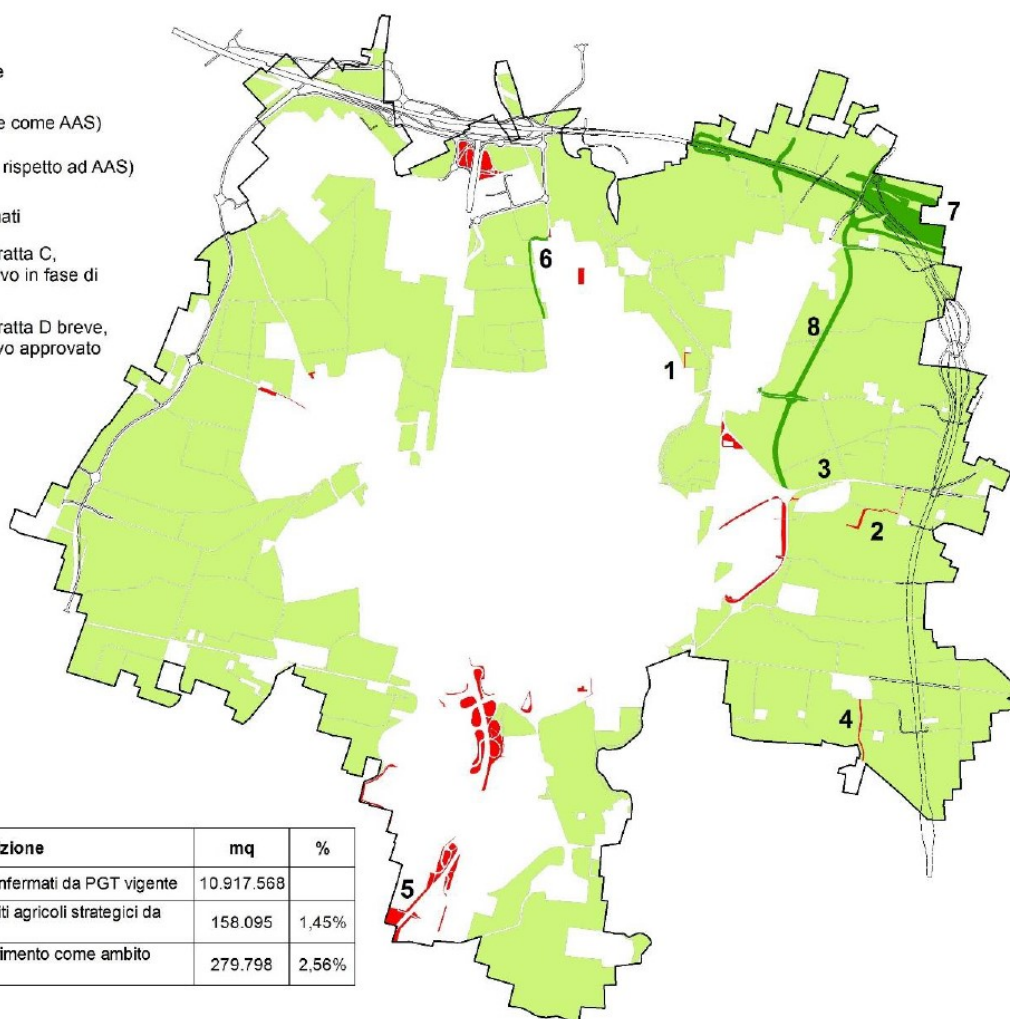 e
e come AAS)
rispetto ad AAS)
ati
ratta C,
vo in fase di
ratta D breve,
vo approvato
7
6
8
1
3
2
4
5
zione mq %
nfermati da PGT vigente 10.917.568
iti agricoli strategici da 158.095 1,45%
imento come ambito 279.798 2,56%